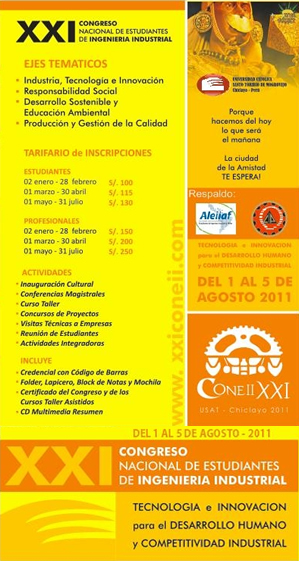 XXI CONGRESO
NACIONAL DE ESTUDIANTES
DE INGENIERIA INDUSTRIAL
EJES TEMATICOS
• Industria, Tecnología e Innovación
• Responsabilidad Social
• Desarrollo Sostenible y
Educación Ambiental
• Producción y Gestión de la Calidad
TARIFARIO de INSCRIPCIONES
ESTUDIANTES
02 enero - 28 febrero S/. 100
01 marzo - 30 abril S/. 115
01 mayo - 31 julio S/. 130
PROFESIONALES
02 enero - 28 febrero S/. 150
01 marzo - 30 abril S/. 200
01 mayo - 31 julio S/. 250
ACTIVIDADES
• Inauguración Cultural
• Conferencias Magistrales
• Curso Taller
• Concursos de Proyectos
• Visitas Técnicas a Empresas
• Reunión de Estudiantes
• Actividades Integradoras
INCLUYE
• Credencial con Código de Barras
• Folder, Lapicero, Block de Notas y Mochila
• Certificado del Congreso y de los
Cursos Taller Asistidos
• CD Multimedia Resumen
www.xxiconeii.com
UNIVERSIDAD CATOLICA
SANTO TORIBIO DE MOGROVEJO
Chiclayo - Perú
Porque
hacemos del hoy
lo que será
el mañana
La ciudad
de la Amistad
TE ESPERA!
Respaldo:
Aleiiaf
TECNOLOGIA e INNOVACION
para el DESARROLLO HUMANO
y COMPETITIVIDAD INDUSTRIAL
DEL 1 AL 5 DE
AGOSTO 2011
CONEII XXI
USAT - Chiclayo 2011
DEL 1 AL 5 DE AGOSTO - 2011
XXI CONGRESO
NACIONAL DE ESTUDIANTES
DE INGENIERIA INDUSTRIAL
TECNOLOGIA e INNOVACION
para el DESARROLLO HUMANO
y COMPETITIVIDAD INDUSTRIAL